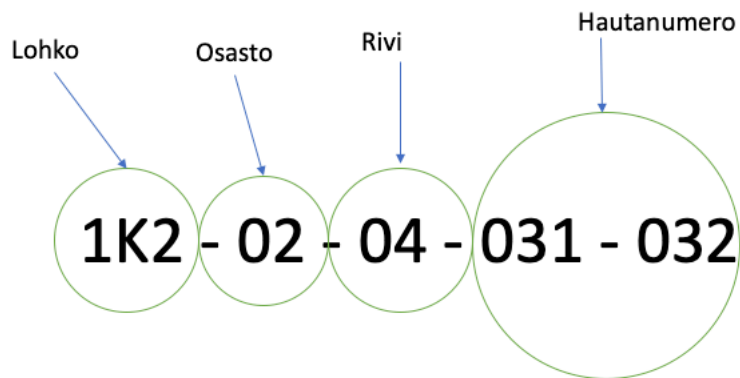 Lohko
Osasto
Rivi
Hautanumero
1K2 - 02 - 04 - 031 - 032